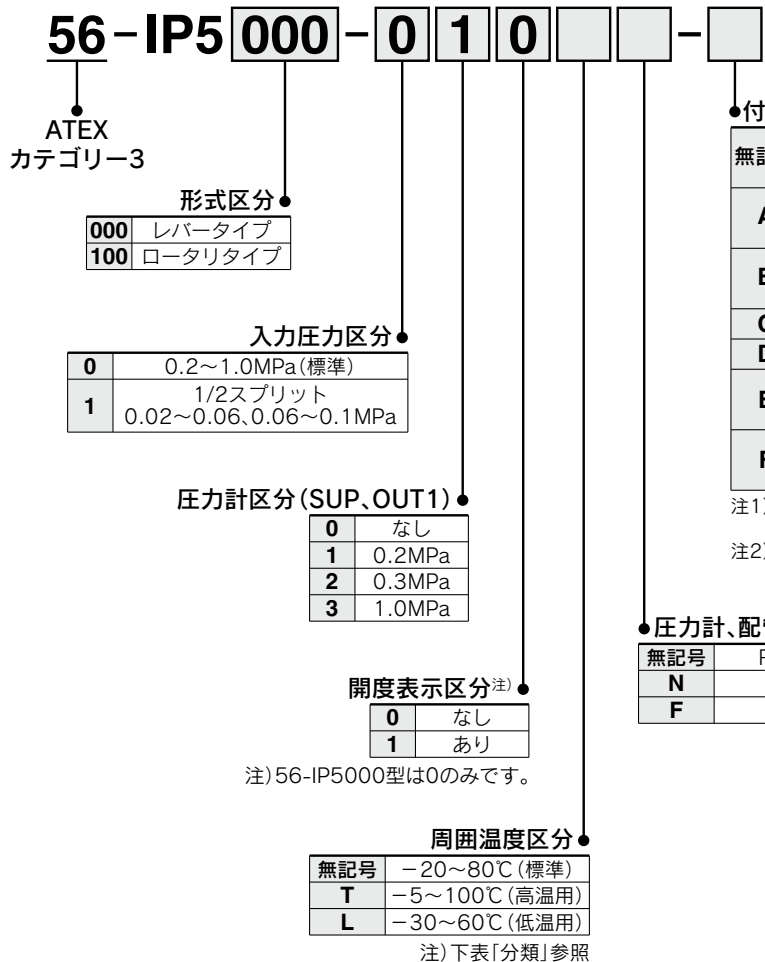 56-IP5 000-0 1 0 -
ATEX
カテゴリー3
形式区分
000 レバータイプ
100 ロータリタイプ
入力圧力区分
0 0.2～1.0MPa(標準)
1 1/2スプリット
0.02～0.06、0.06～0.1MPa
圧力計区分(SUP、OUT1)
0 なし
1 0.2MPa
2 0.3MPa
3 1.0MPa
開度表示区分注)
0 なし
1 あり
注)56-IP5000型は0のみです。
周囲温度区分
無記号 −20～80℃(標準)
T −5～100℃(高温用)
L −30～60℃(低温用)
注)下表「分類」参照
圧力計、配
無記号
N
F
付
無
注1)
注2)